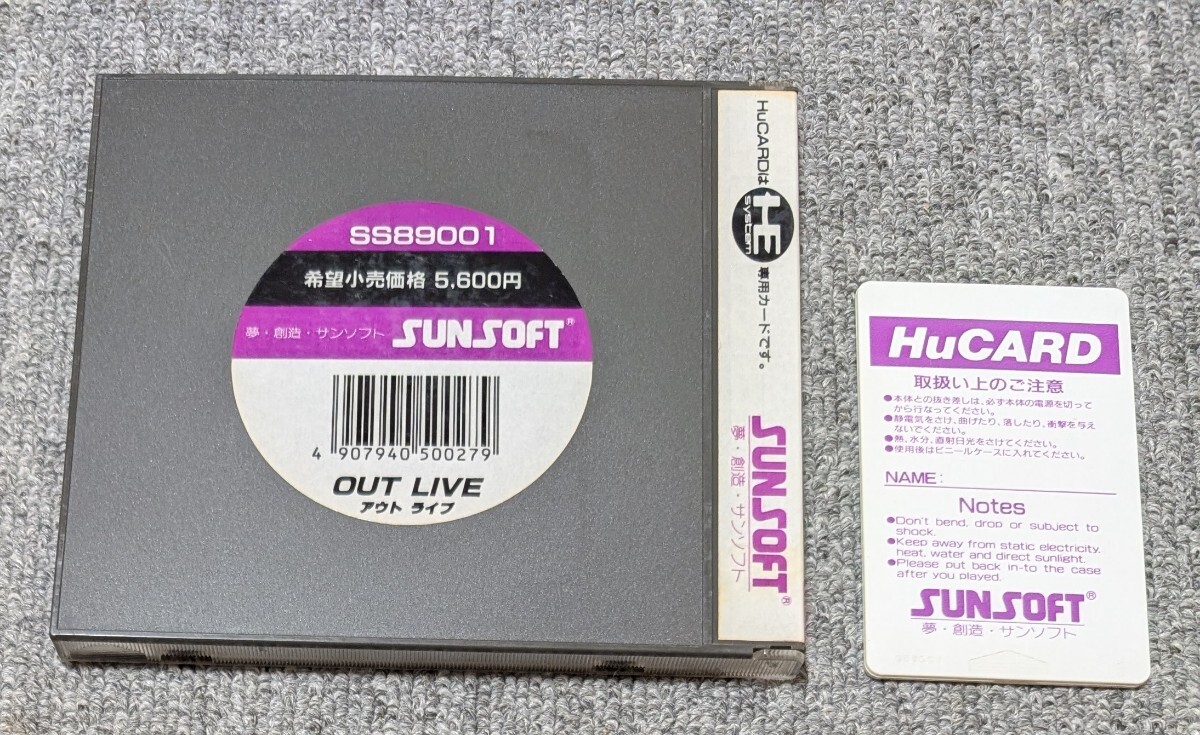 SS89001
希望小売価格 5,600円
夢・創造・サンソフト SUNSOFT®
4 907940 500279
OUT LIVE
アウト ライブ
HuCARDは HE system 専用カードです。
SUNSOFT®
夢・創造・サンソフト
HuCARD
取扱い上のご注意
●本体との抜き差しは、必ず本体の電源を切って
から行なってください。
●静電気をさけ、曲げたり、落したり、衝撃を与え
ないでください。
●熱、水分、直射日光をさけてください。
●使用後はビニールケースに入れてください。
NAME:
Notes
●Don't bend, drop or subject to
shock.
●Keep away from static electricity,
heat, water and direct sunlight.
●Please put back in-to the case
after you played.
SUNSOFT®
夢・創造・サンソフト